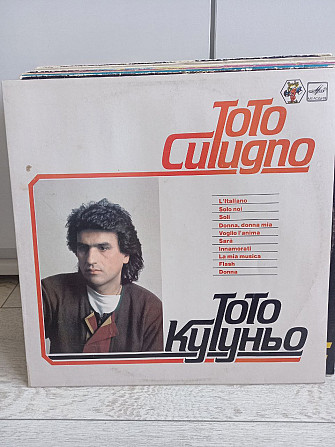 ToTo
Cutugno
L'Italiano
Solo noi
Soli
Donna, donna mia
Voglio l'anima
Sarà
Innamorati
La mia musica
Flash
Donna
ТОТО
КУТУНЬО